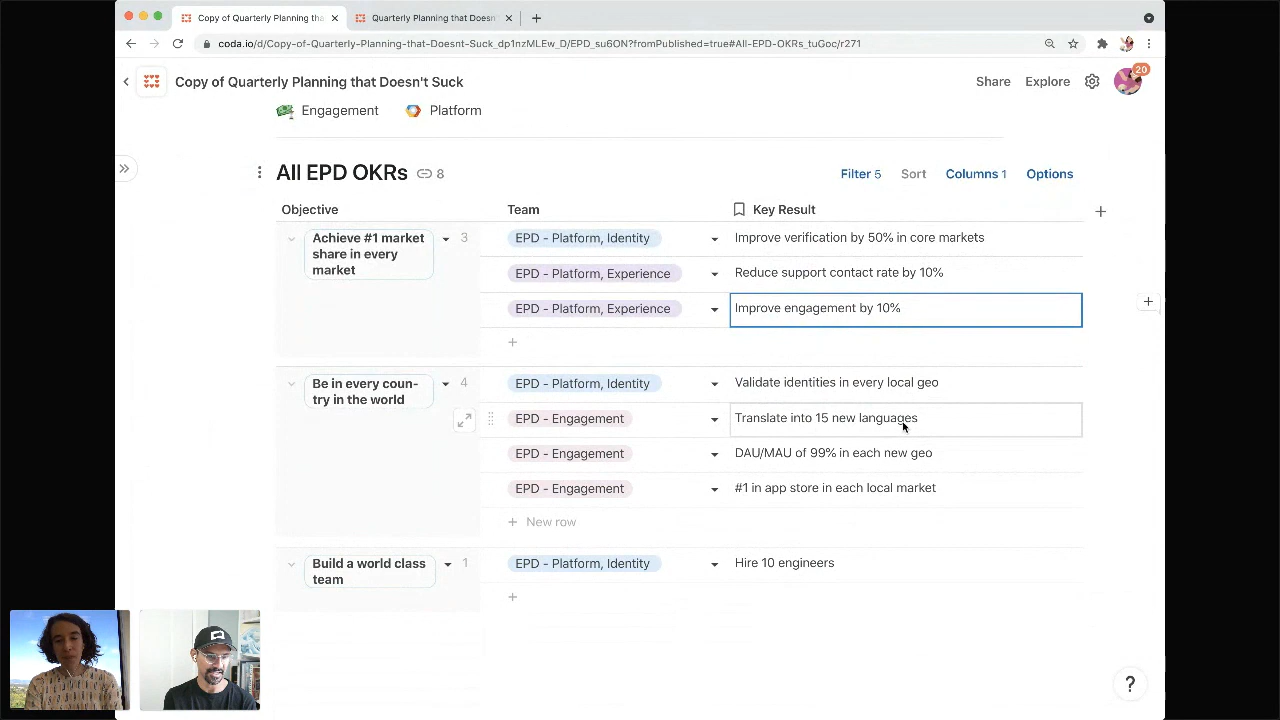 Copy of Quarterly Planning tha
Quarterly Planning that Doesn'
coda.io/d/Copy-of-Quarterly-Planning-that-Doesnt-Suck_dp1nzMLEw_D/EPD_su6ON?fromPublished=true#All-EPD-OKRs_tuGoc/r271
Copy of Quarterly Planning that Doesn't Suck
Share
Explore
20
Engagement
Platform
All EPD OKRs
8
Filter 5
Sort
Columns 1
Options
Objective
Team
Key Result
Achieve #1 market
share in every
market
3
EPD - Platform, Identity
Improve verification by 50% in core markets
EPD - Platform, Experience
Reduce support contact rate by 10%
EPD - Platform, Experience
Improve engagement by 10%
Be in every coun-
try in the world
4
EPD - Platform, Identity
Validate identities in every local geo
EPD - Engagement
Translate into 15 new languages
EPD - Engagement
DAU/MAU of 99% in each new geo
EPD - Engagement
#1 in app store in each local market
+ New row
Build a world class
team
1
EPD - Platform, Identity
Hire 10 engineers
?